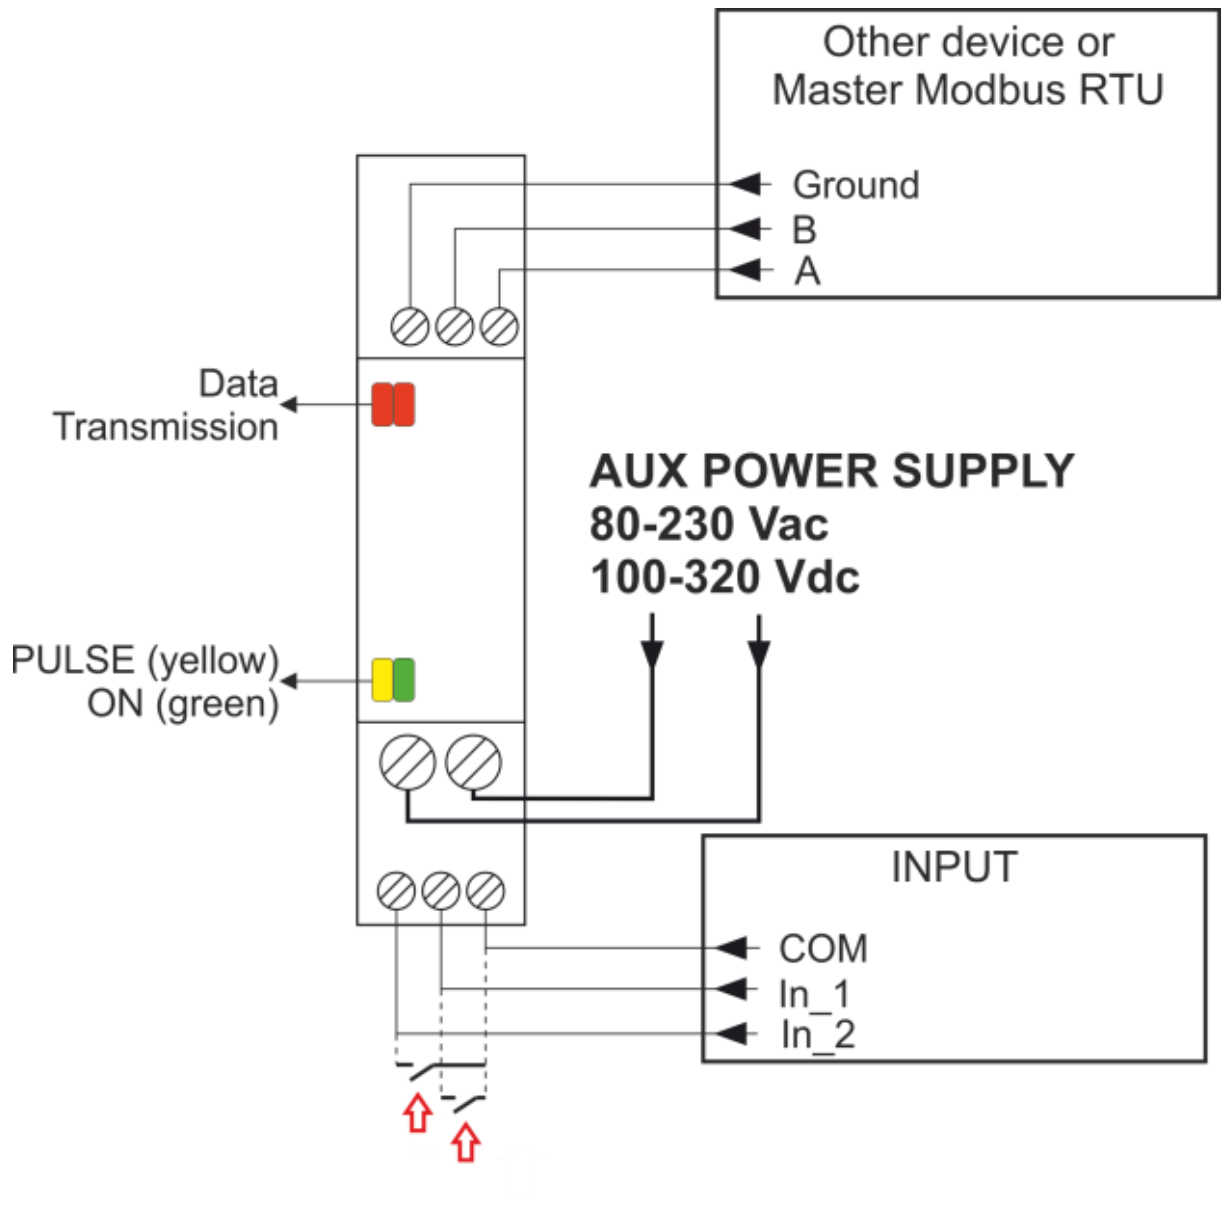 Other device or
Master Modbus RTU
Ground
B
A
Data
Transmission
AUX POWER SUPPLY
80-230 Vac
100-320 Vdc
PULSE (yellow)
ON (green)
INPUT
COM
In_1
In_2